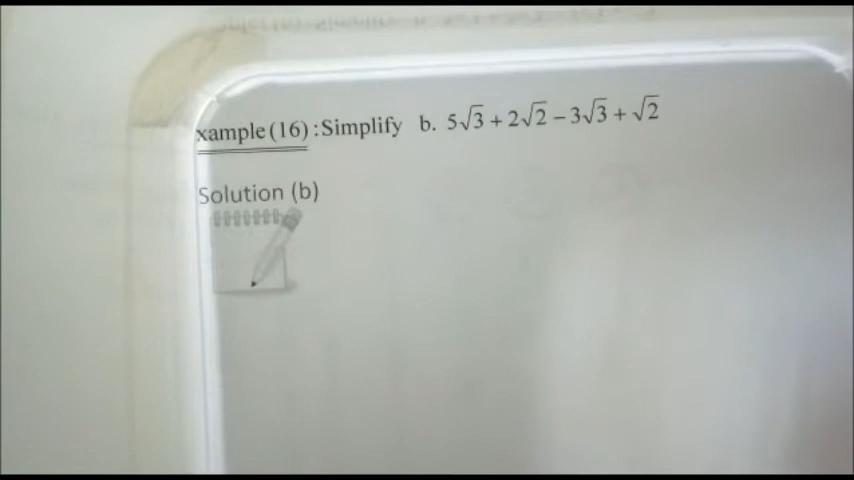 xample (16) : Simplify b. 5√3 + 2√2 − 3√3 + √2
Solution (b)